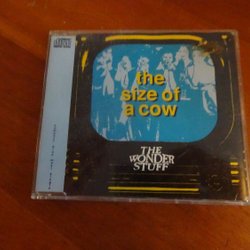 the
size of
a cow
THE
WONDER
STUFF